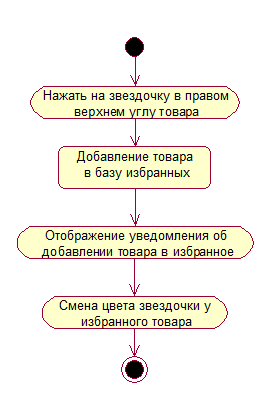 Нажать на звездочку в правом
верхнем углу товара
Добавление товара
в базу избранных
Отображение уведомления об
добавлении товара в избранное
Смена цвета звездочки у
избранного товара